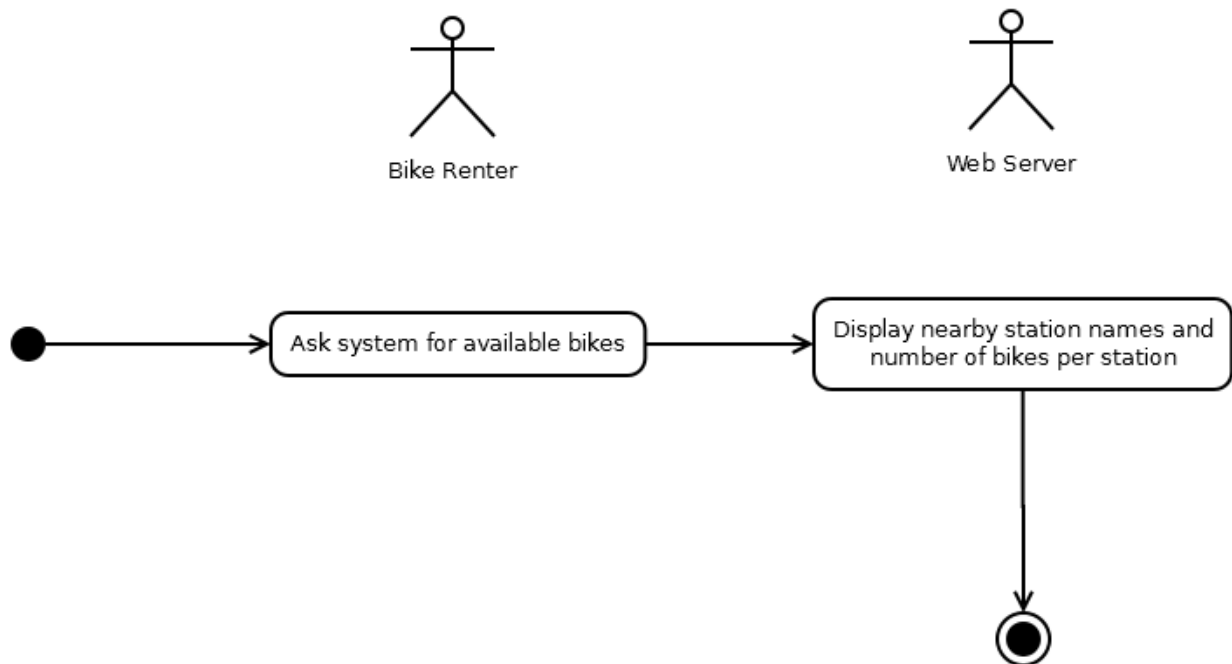 Bike Renter
Web Server
Ask system for available bikes
Display nearby station names and
number of bikes per station